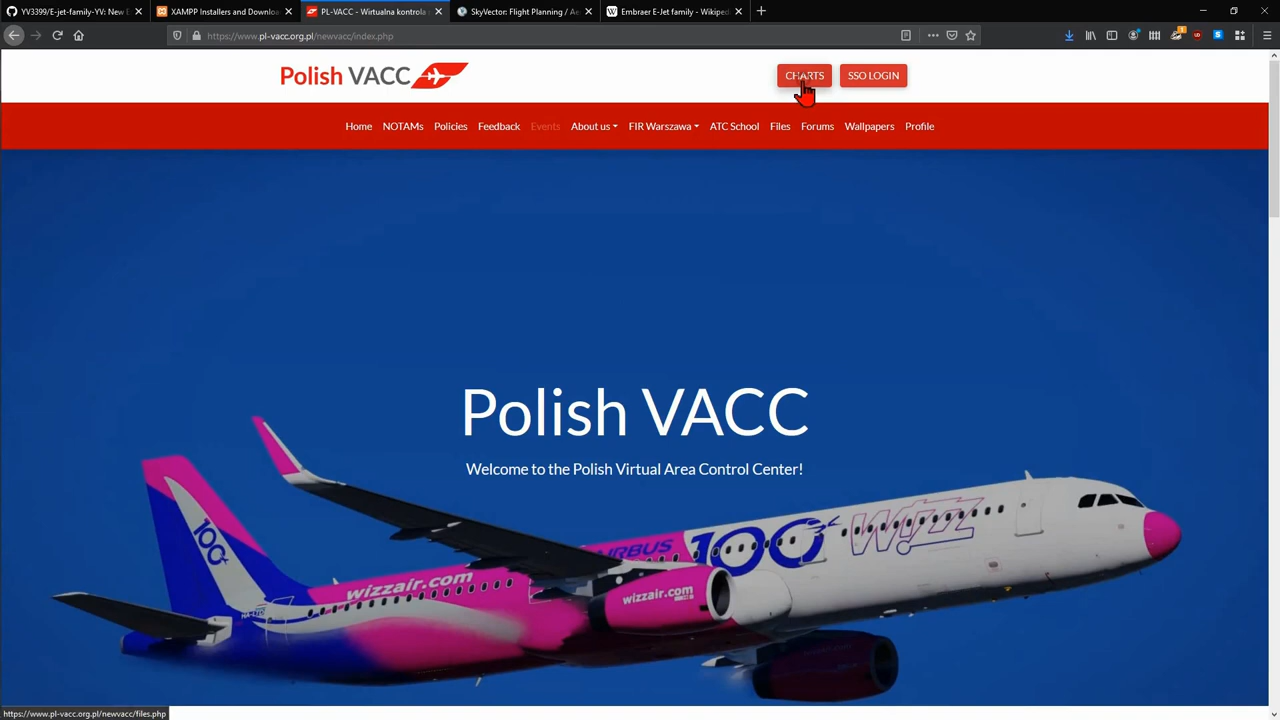 YV3399/E-jet-family-YV: New E
XAMPP Installers and Downloa
PL-VACC - Wirtualna kontrola
SkyVector: Flight Planning / Ae
Embraer E-Jet family - Wikiped
https://www.pl-vacc.org.pl/newvacc/index.php
Polish VACC
CHARTS
SSO LOGIN
Home
NOTAMs
Policies
Feedback
Events
About us
FIR Warszawa
ATC School
Files
Forums
Wallpapers
Profile
Polish VACC
Welcome to the Polish Virtual Area Control Center!
100
wizzair.com
AIRBUS
100
Wizz
wizzair.com
https://www.pl-vacc.org.pl/newvacc/files.php